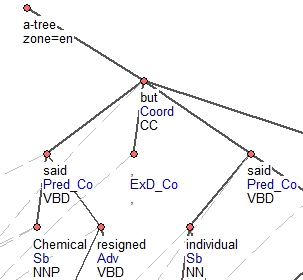 a-tree
zone=en
but
Coord
CC
said
Pred_Co
VBD
,
ExD_Co
,
said
Pred_Co
VBD
Chemical
Sb
NNP
resigned
Adv
VBD
individual
Sb
NN